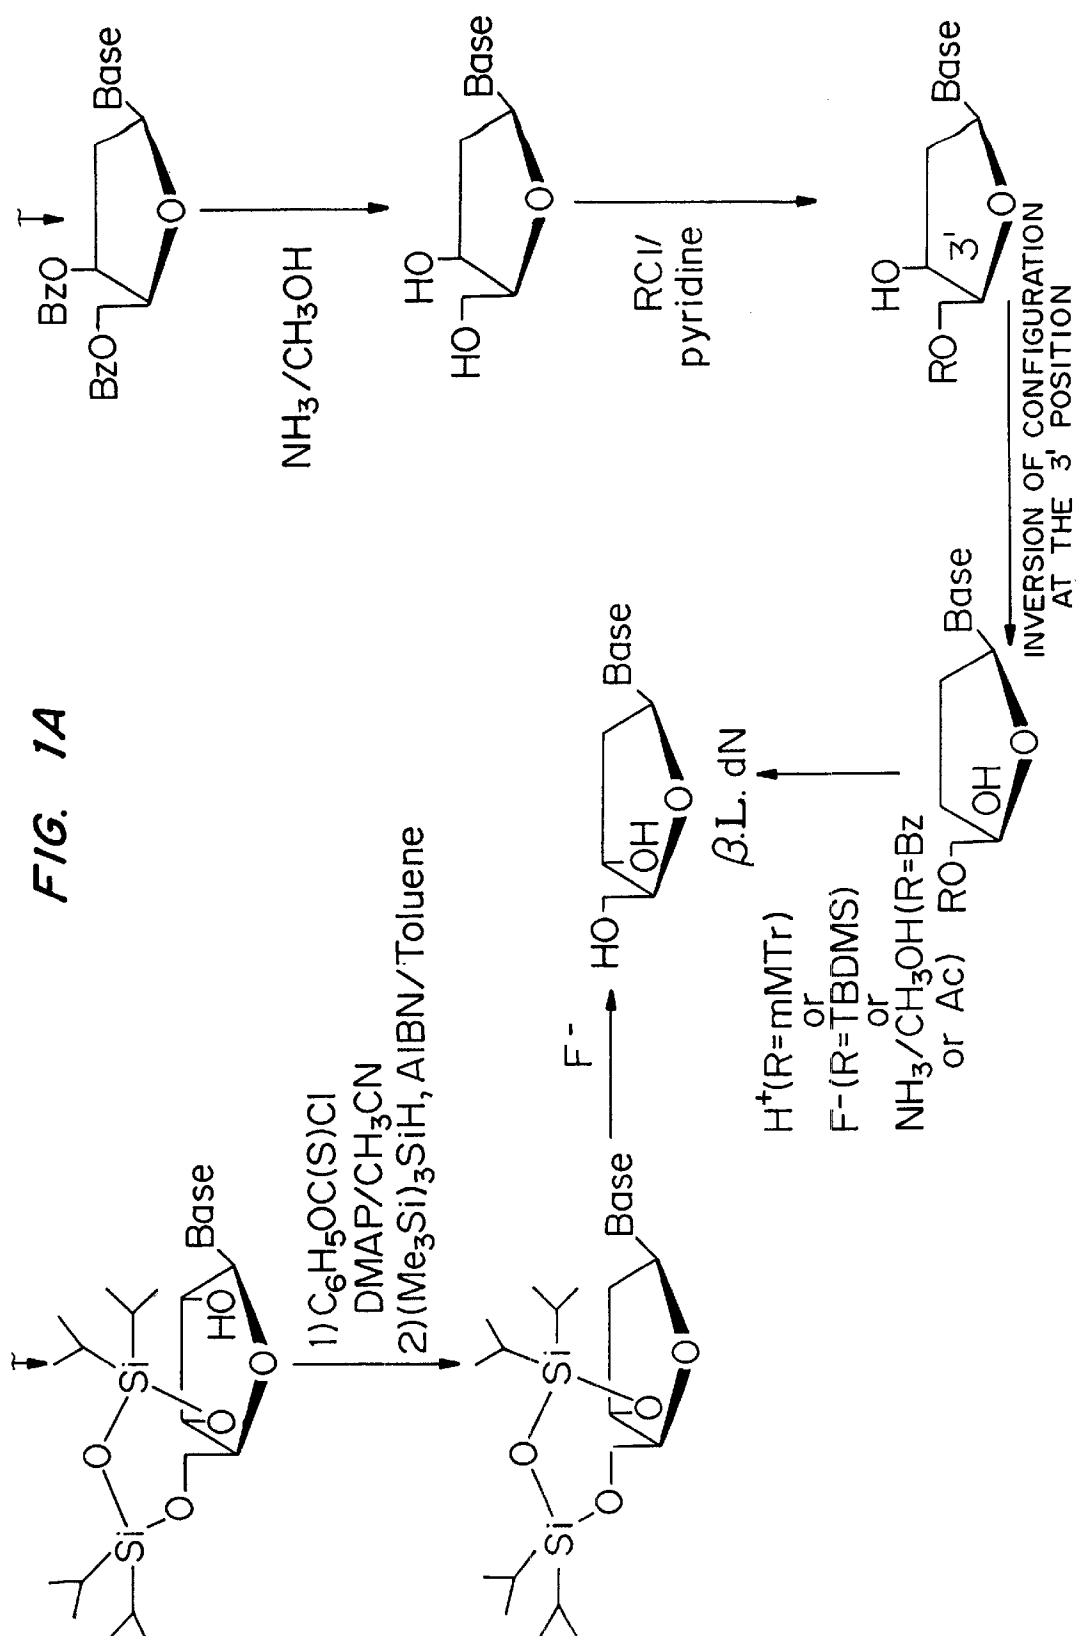 FIG. 1A
Si
O
Si
O
O
HO
O
Base
1) C6H5OC(S)Cl
DMAP/CH3CN
2)(Me3Si)3SiH, AIBN/Toluene
Si
O
Si
O
O
O
Base
F-
HO
OH
O
Base
β.L. dN
BzO
BzO
O
Base
NH3/CH3OH
HO
HO
O
Base
RCl/
pyridine
HO
RO
3'
O
Base
INVERSION OF CONFIGURATION
AT THE 3' POSITION
RO
OH
O
Base
H+(R=mMTr)
or
F-(R=TBDMS)
or
NH3/CH3OH(R=Bz
or Ac)